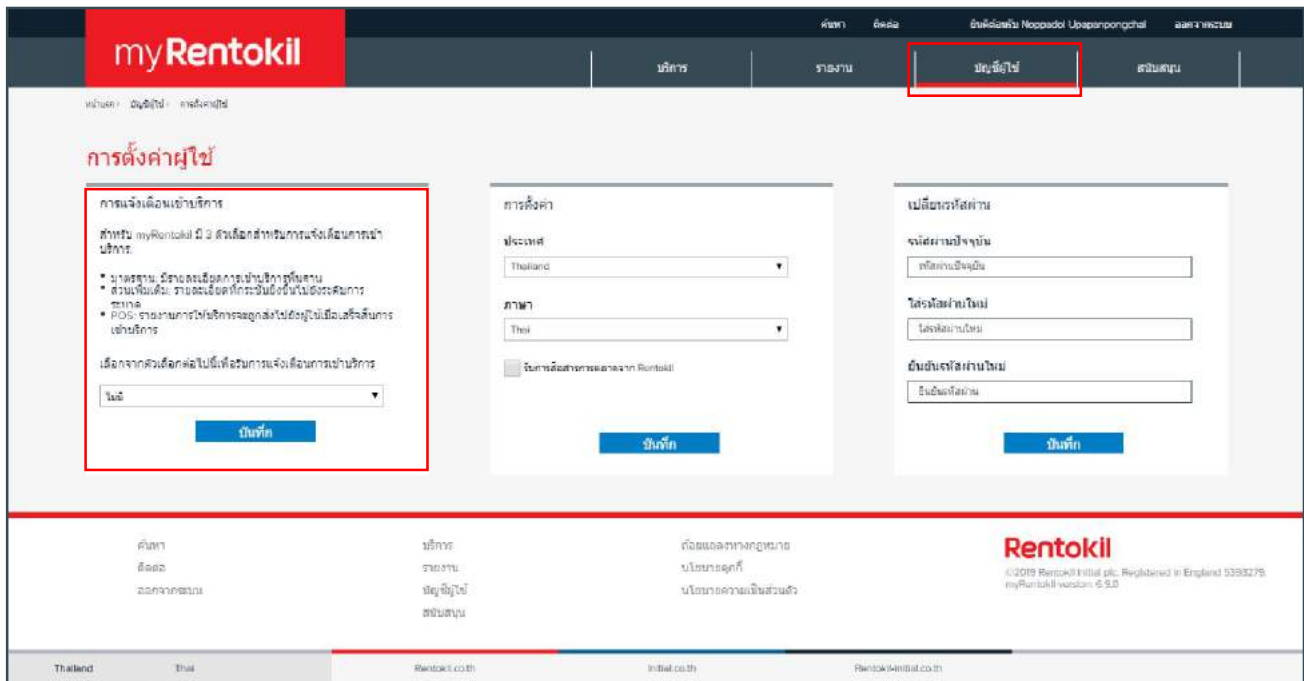 ค้นหา ติดต่อ ยินดีต้อนรับ Noppadol Upapanpongchai ออกจากระบบ
myRentokil
บริการ รายงาน บัญชีผู้ใช้ สนับสนุน
หน้าแรก › บัญชีผู้ใช้ › การตั้งค่าผู้ใช้
การตั้งค่าผู้ใช้
การแจ้งเตือนเข้าบริการ
สำหรับ myRentokil มี 3 ตัวเลือกสำหรับการแจ้งเตือนการเข้า
บริการ:
• มาตรฐาน: มีรายละเอียดการเข้าบริการพื้นฐาน
• ส่วนเพิ่มเติม: รายละเอียดที่กระชับยิ่งขึ้นไปยังระดับการ
ระบาด
• POS: รายงานการให้บริการจะถูกส่งไปยังผู้ใช้เมื่อเสร็จสิ้นการ
เข้าบริการ
เลือกจากตัวเลือกต่อไปนี้เพื่อรับการแจ้งเตือนการเข้าบริการ
ไม่มี
บันทึก
การตั้งค่า
ประเทศ
Thailand
ภาษา
Thai
รับการสื่อสารการตลาดจาก Rentokil
บันทึก
เปลี่ยนรหัสผ่าน
รหัสผ่านปัจจุบัน
รหัสผ่านปัจจุบัน
ใส่รหัสผ่านใหม่
ใส่รหัสผ่านใหม่
ยืนยันรหัสผ่านใหม่
ยืนยันรหัสผ่าน
บันทึก
ค้นหา
ติดต่อ
ออกจากระบบ
บริการ
รายงาน
บัญชีผู้ใช้
สนับสนุน
ถ้อยแถลงทางกฎหมาย
นโยบายคุกกี้
นโยบายความเป็นส่วนตัว
Rentokil
©2019 Rentokil Initial plc. Registered in England 5393279.
myRentokil version: 6.9.0
Thailand Thai Rentokil.co.th Initial.co.th Rentokil-initial.co.th